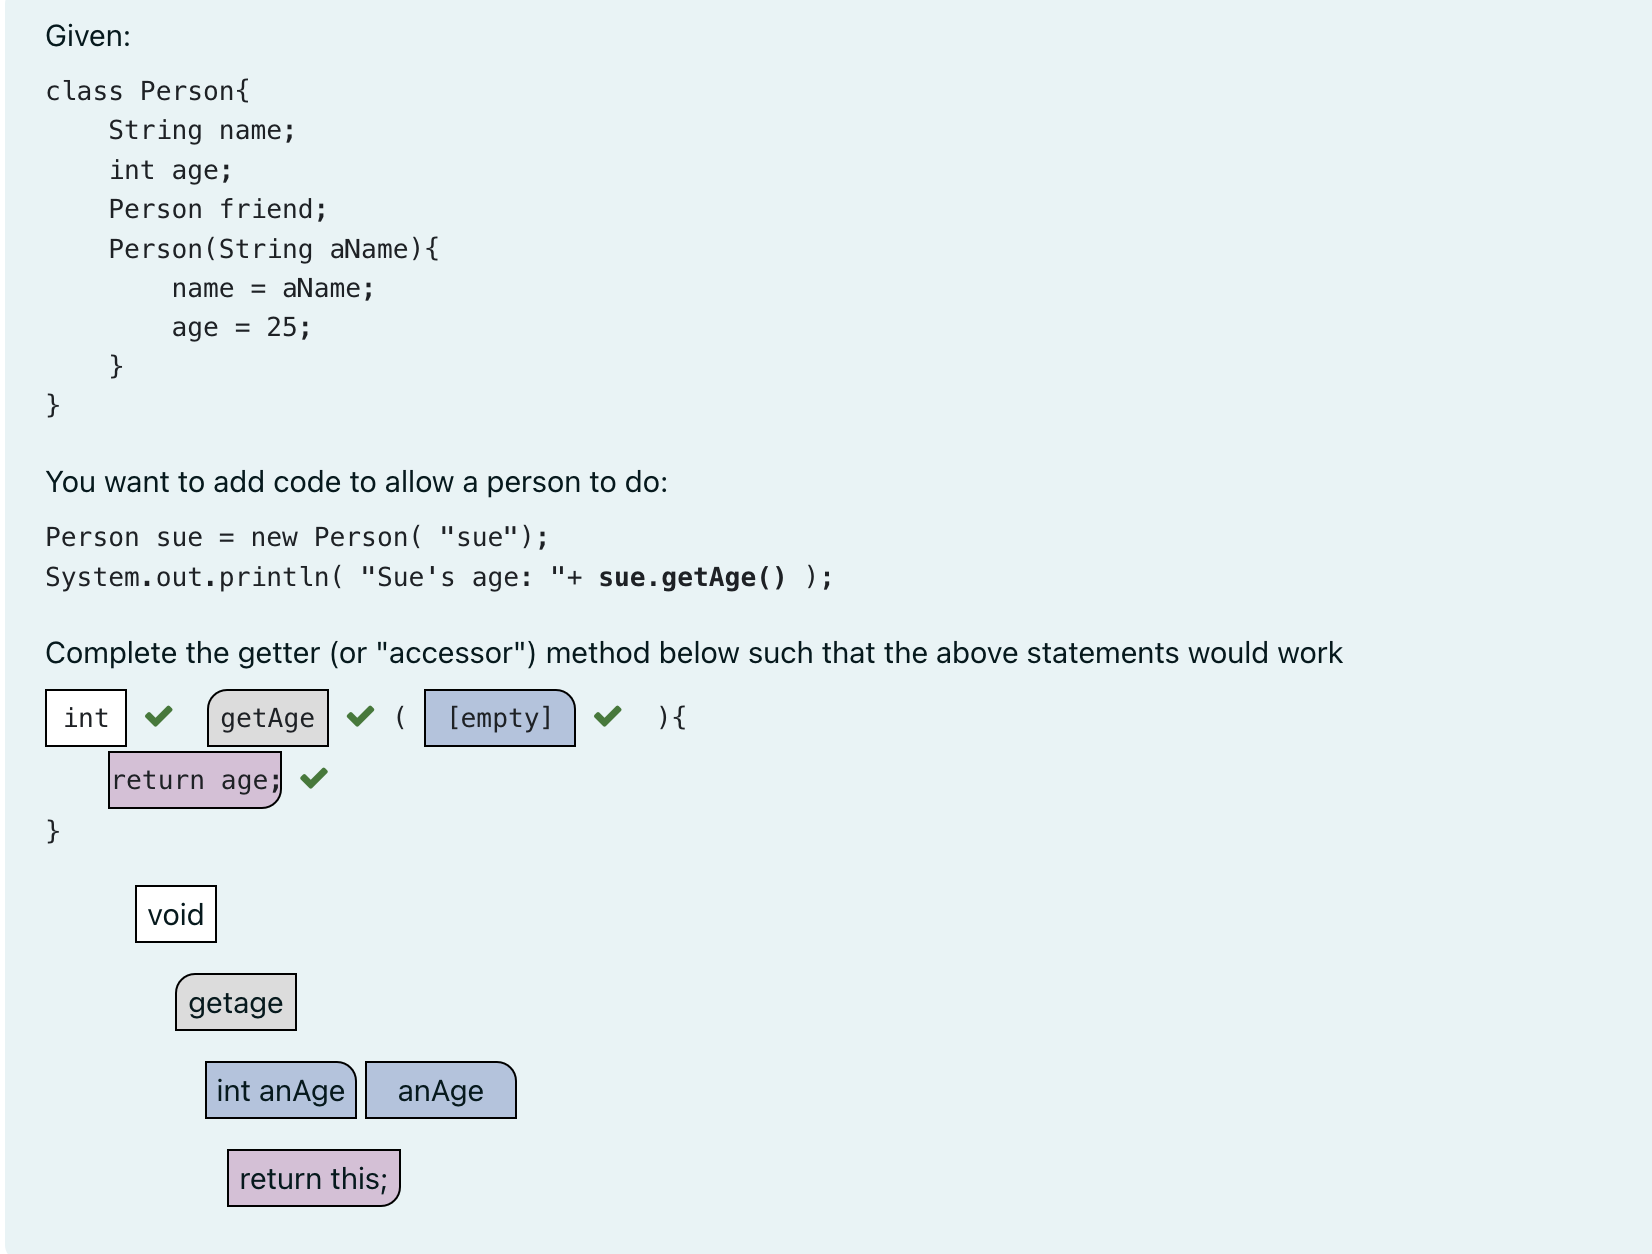 Given:
class Person{
    String name;
    int age;
    Person friend;
    Person(String aName){
        name = aName;
        age = 25;
    }
}
You want to add code to allow a person to do:
Person sue = new Person( "sue");
System.out.println( "Sue's age: "+ sue.getAge() );
Complete the getter (or "accessor") method below such that the above statements would work
int ✔ getAge ✔ ( [empty] ✔ ){
    return age; ✔
}
void
getage
int anAge anAge
return this;